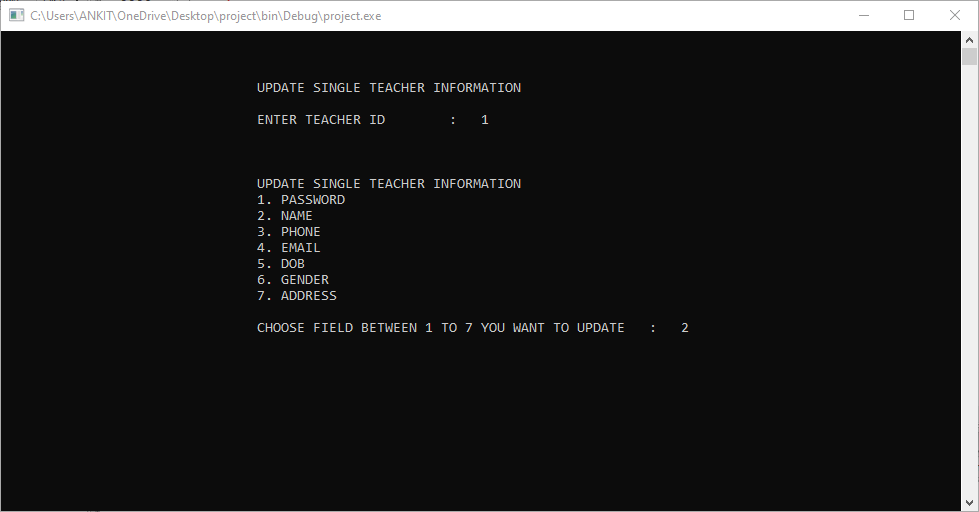 C:\Users\ANKIT\OneDrive\Desktop\project\bin\Debug\project.exe
UPDATE SINGLE TEACHER INFORMATION
ENTER TEACHER ID : 1
UPDATE SINGLE TEACHER INFORMATION
1. PASSWORD
2. NAME
3. PHONE
4. EMAIL
5. DOB
6. GENDER
7. ADDRESS
CHOOSE FIELD BETWEEN 1 TO 7 YOU WANT TO UPDATE : 2